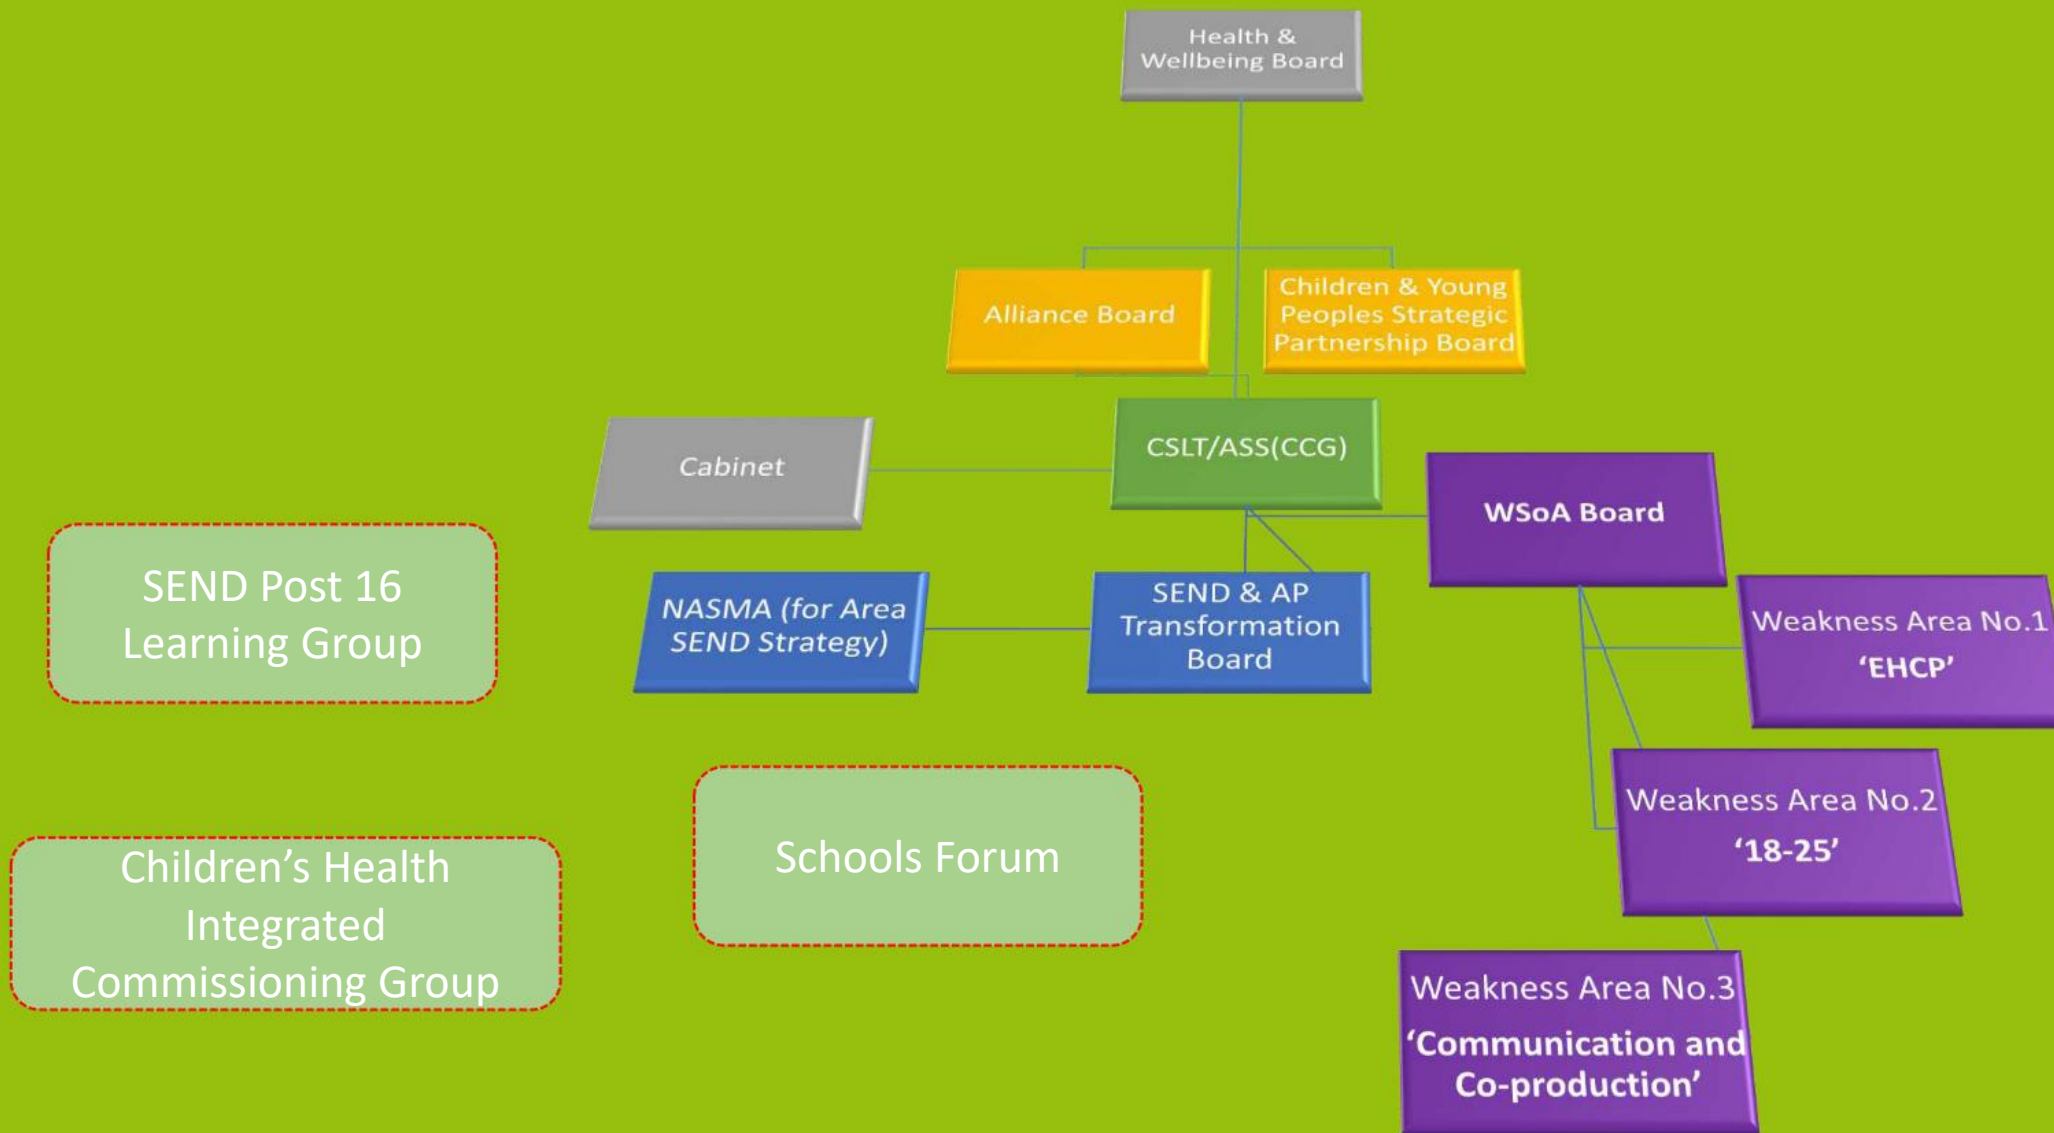 Health &
Wellbeing Board
Alliance Board
Children & Young
Peoples Strategic
Partnership Board
Cabinet
CSLT/ASS(CCG)
WSoA Board
SEND Post 16
Learning Group
NASMA (for Area
SEND Strategy)
SEND & AP
Transformation
Board
Weakness Area No.1
‘EHCP’
Weakness Area No.2
‘18-25’
Schools Forum
Children’s Health
Integrated
Commissioning Group
Weakness Area No.3
‘Communication and
Co-production’